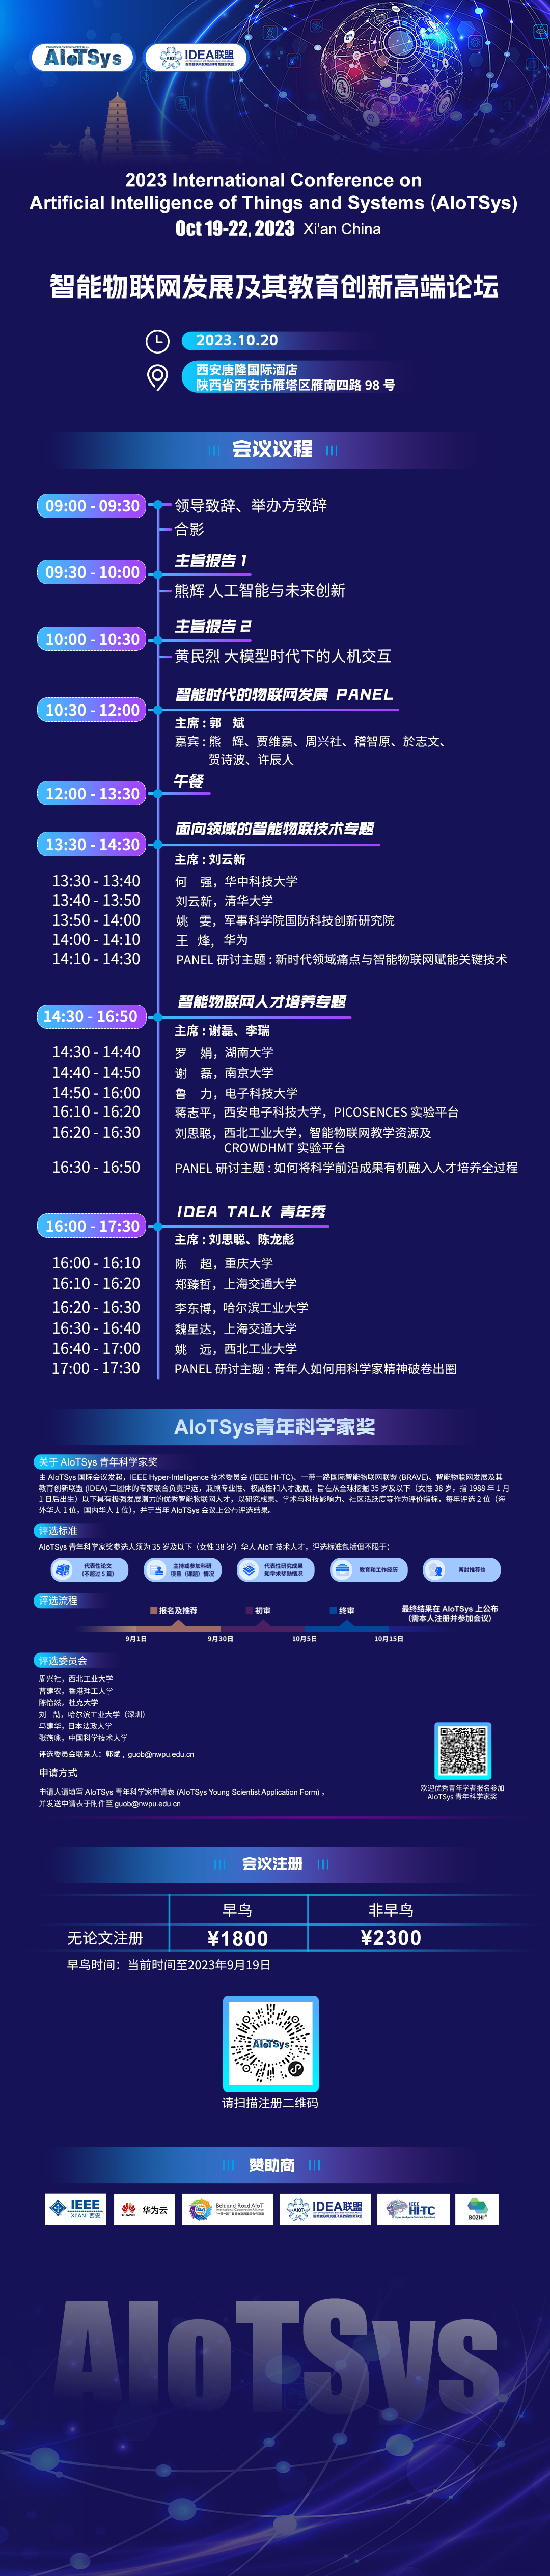 AIoTSys
IDEA联盟
2023 International Conference on
Artificial Intelligence of Things and Systems (AIoTSys)
Oct 19-22, 2023 Xi'an China
智能物联网发展及其教育创新高端论坛
2023.10.20
西安唐隆国际酒店
陕西省西安市雁塔区雁南四路 98 号
会议议程
09:00 - 09:30
领导致辞、举办方致辞
合影
09:30 - 10:00
主旨报告 1
熊辉 人工智能与未来创新
10:00 - 10:30
主旨报告 2
黄民烈 大模型时代下的人机交互
10:30 - 12:00
智能时代的物联网发展 PANEL
主席 : 郭 斌
嘉宾 : 熊 辉、贾维嘉、周兴社、稽智原、於志文、
贺诗波、许辰人
12:00 - 13:30
午餐
13:30 - 14:30
面向领域的智能物联技术专题
主席 : 刘云新
13:30 - 13:40 何 强，华中科技大学
13:40 - 13:50 刘云新，清华大学
13:50 - 14:00 姚 雯，军事科学院国防科技创新研究院
14:00 - 14:10 王 烽，华为
14:10 - 14:30 PANEL 研讨主题 : 新时代领域痛点与智能物联网赋能关键技术
14:30 - 16:50
智能物联网人才培养专题
主席 : 谢磊、李瑞
14:30 - 14:40 罗 娟，湖南大学
14:40 - 14:50 谢 磊，南京大学
14:50 - 16:00 鲁 力，电子科技大学
16:10 - 16:20 蒋志平，西安电子科技大学，PICOSENCES 实验平台
16:20 - 16:30 刘思聪，西北工业大学，智能物联网教学资源及
CROWDHMT 实验平台
16:30 - 16:50 PANEL 研讨主题 : 如何将科学前沿成果有机融入人才培养全过程
16:00 - 17:30
IDEA TALK 青年秀
主席 : 刘思聪、陈龙彪
16:00 - 16:10 陈 超，重庆大学
16:10 - 16:20 郑臻哲，上海交通大学
16:20 - 16:30 李东博，哈尔滨工业大学
16:30 - 16:40 魏星达，上海交通大学
16:40 - 17:00 姚 远，西北工业大学
17:00 - 17:30 PANEL 研讨主题 : 青年人如何用科学家精神破卷出圈
AIoTSys青年科学家奖
关于 AIoTSys 青年科学家奖
由 AIoTSys 国际会议发起，IEEE Hyper-Intelligence 技术委员会 (IEEE HI-TC)、一带一路国际智能物联网联盟 (BRAVE)、智能物联网发展及其
教育创新联盟 (IDEA) 三团体的专家联合负责评选，兼顾专业性、权威性和人才激励。旨在从全球挖掘 35 岁及以下（女性 38 岁，指 1988 年 1 月
1 日后出生）以下具有极强发展潜力的优秀智能物联网人才，以研究成果、学术与科技影响力、社区活跃度等作为评价指标，每年评选 2 位（海
外华人 1 位，国内华人 1 位），并于当年 AIoTSys 会议上公布评选结果。
评选标准
AIoTSys 青年科学家奖参选人须为 35 岁及以下（女性 38 岁）华人 AIoT 技术人才，评选标准包括但不限于：
代表性论文
（不超过 5 篇）
主持或参加科研
项目（课题）情况
代表性研究成果
和学术奖励情况
教育和工作经历
两封推荐信
评选流程
报名及推荐
初审
终审
最终结果在 AIoTSys 上公布
（需本人注册并参加会议）
9月1日
9月30日
10月5日
10月15日
评选委员会
周兴社，西北工业大学
曹建农，香港理工大学
陈怡然，杜克大学
刘 劼，哈尔滨工业大学（深圳）
马建华，日本法政大学
张燕咏，中国科学技术大学
评选委员会联系人：郭斌 , guob@nwpu.edu.cn
申请方式
申请人请填写 AIoTSys 青年科学家申请表 (AIoTSys Young Scientist Application Form) ，
并发送申请表于附件至 guob@nwpu.edu.cn
欢迎优秀青年学者报名参加
AIoTSys 青年科学家奖
会议注册
早鸟 非早鸟
无论文注册 ¥1800 ¥2300
早鸟时间：当前时间至2023年9月19日
AIoTSys
请扫描注册二维码
赞助商
IEEE
XI'AN 西安
HUAWEI
华为云
Belt and Road AIoT
IDEA联盟
IEEE
HI-TC
BOZHI
AIoTSys